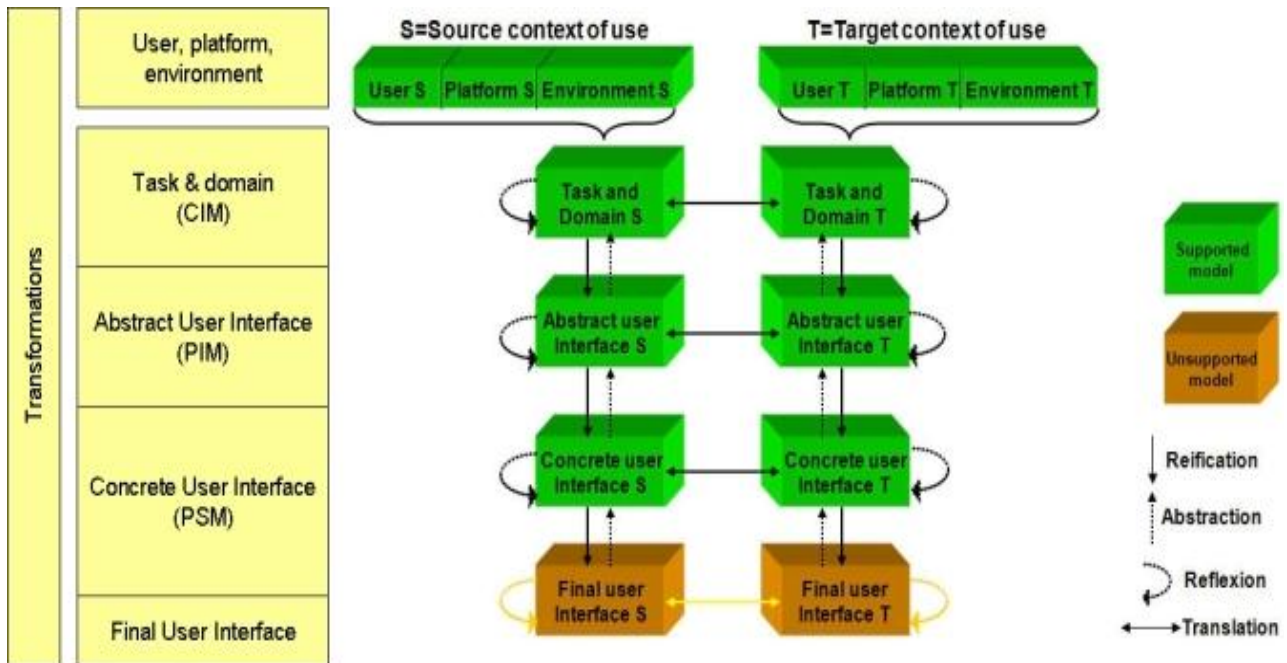 Transformations
User, platform,
environment
Task & domain
(CIM)
Abstract User Interface
(PIM)
Concrete User Interface
(PSM)
Final User Interface
S=Source context of use
User S
Platform S
Environment S
T=Target context of use
User T
Platform T
Environment T
Task and
Domain S
Task and
Domain T
Abstract user
Interface S
Abstract user
Interface T
Concrete user
Interface S
Concrete user
Interface T
Final user
Interface S
Final user
Interface T
Supported
model
Unsupported
model
Reification
Abstraction
Reflexion
Translation